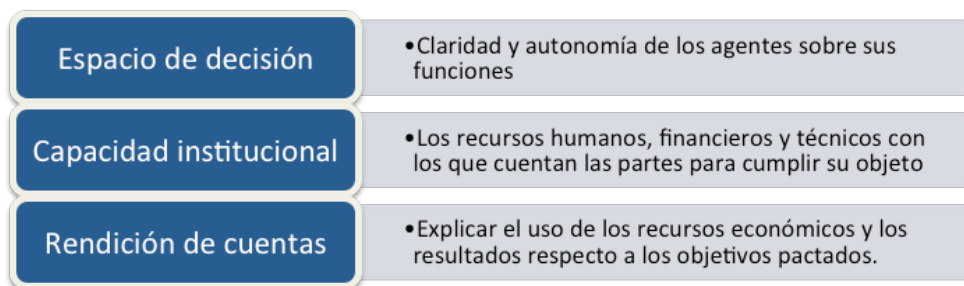 Espacio de decisión
•Claridad y autonomía de los agentes sobre sus
funciones
Capacidad institucional
•Los recursos humanos, financieros y técnicos con
los que cuentan las partes para cumplir su objeto
Rendición de cuentas
•Explicar el uso de los recursos económicos y los
resultados respecto a los objetivos pactados.